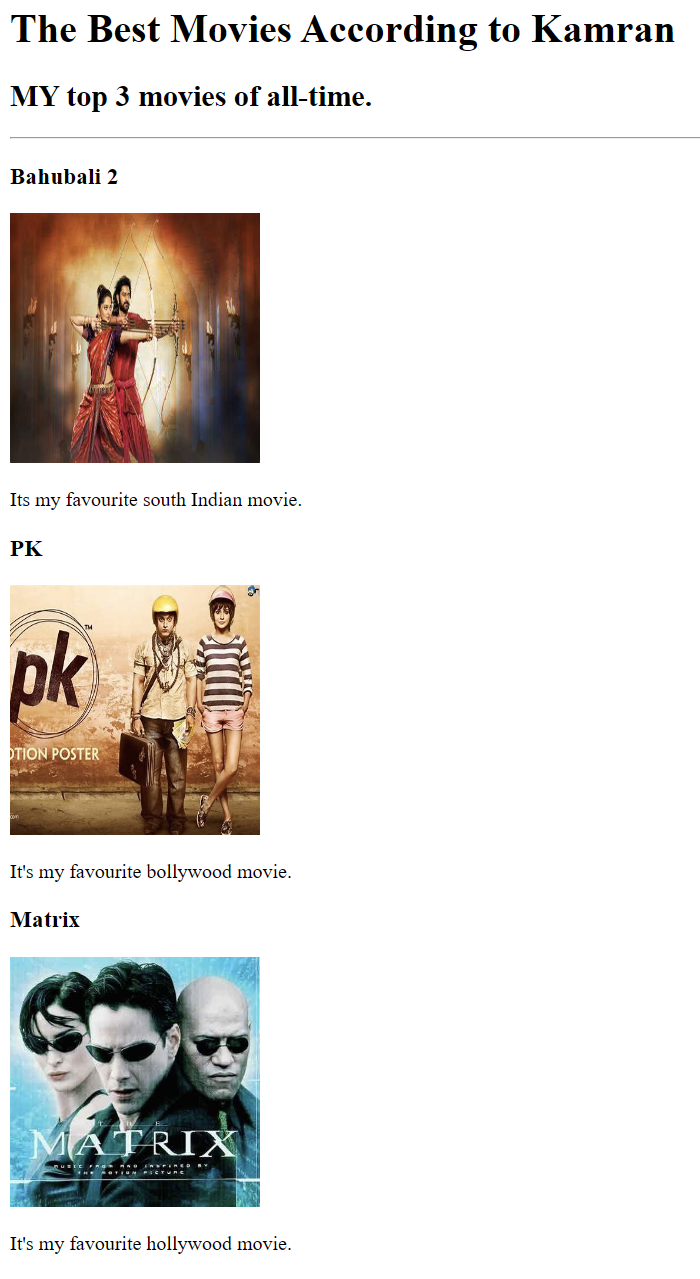 The Best Movies According to Kamran
MY top 3 movies of all-time.
Bahubali 2
Its my favourite south Indian movie.
PK
pk
TM
OTION POSTER
It's my favourite bollywood movie.
Matrix
THE
MATRIX
MUSIC FROM AND INSPIRED BY
THE MOTION PICTURE
It's my favourite hollywood movie.